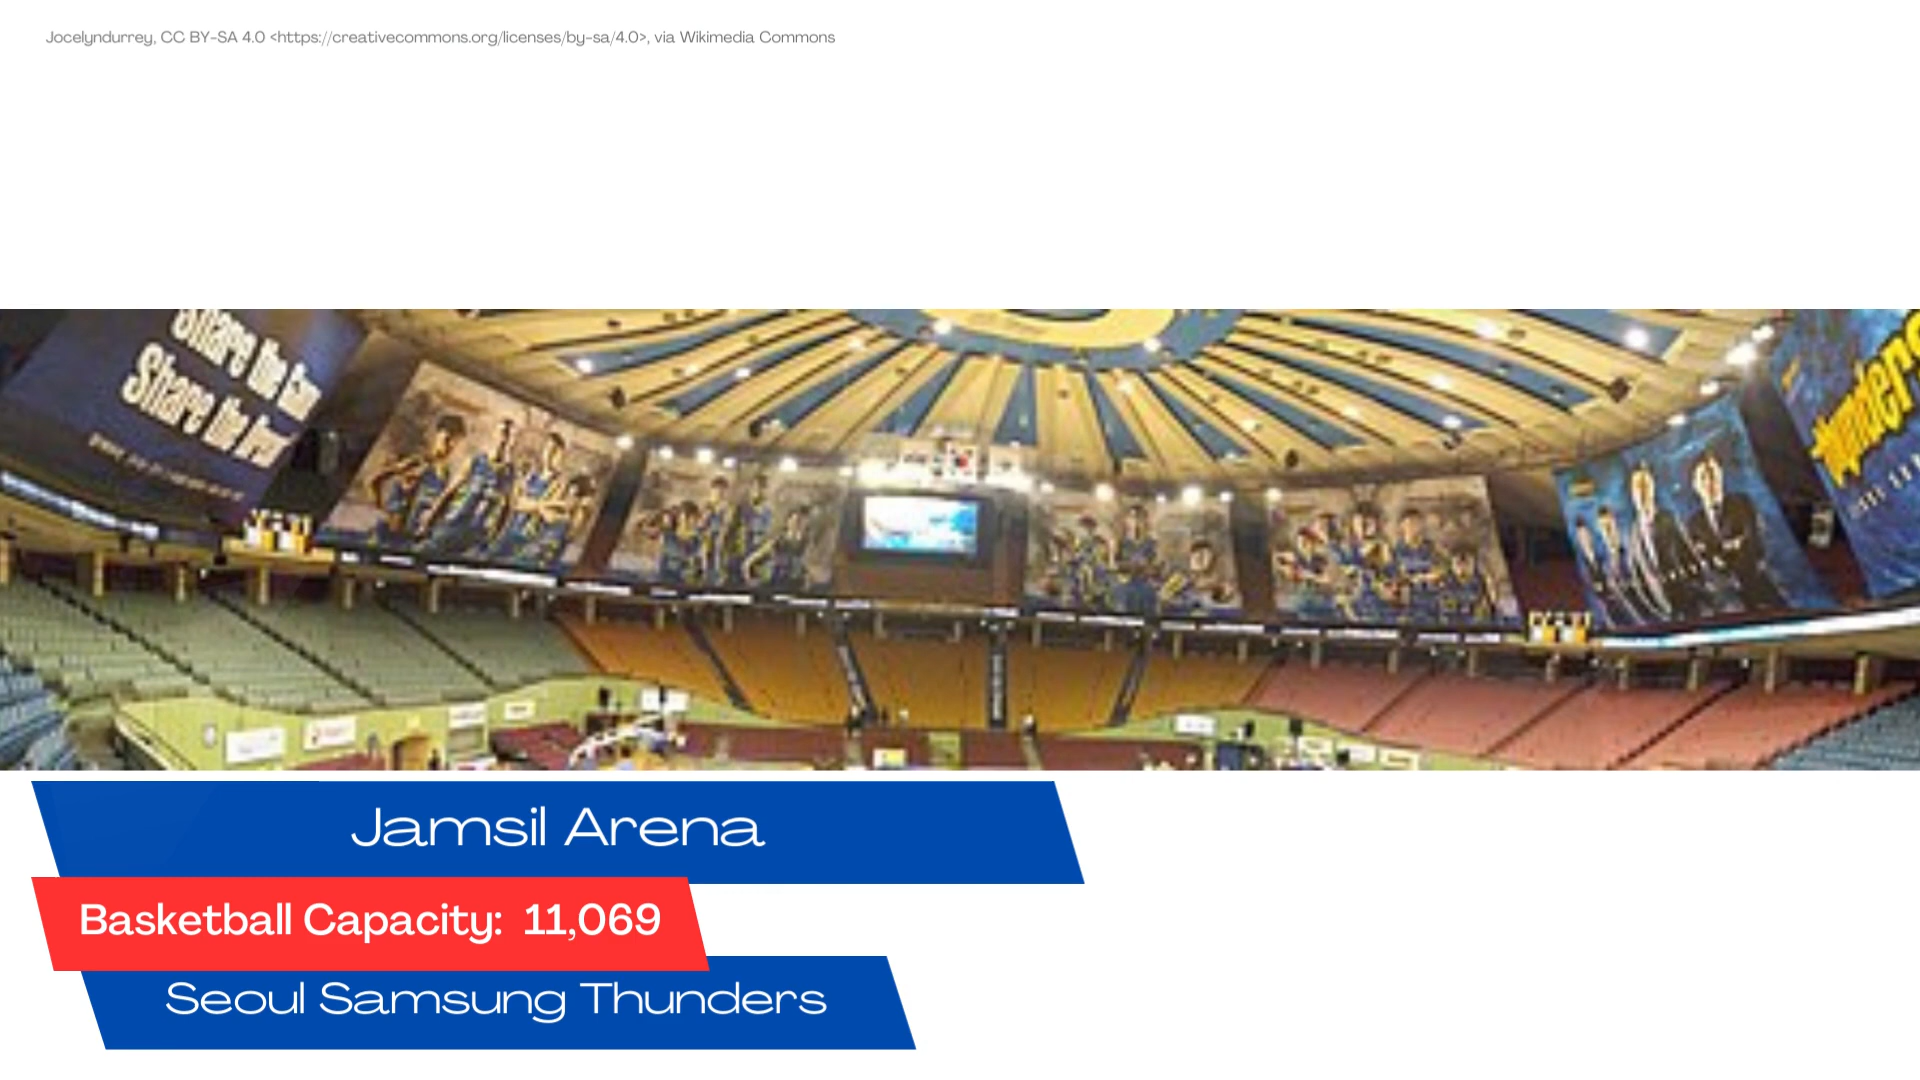 Jocelyndurrey, CC BY-SA 4.0 <https://creativecommons.org/licenses/by-sa/4.0>, via Wikimedia Commons
Share the
Share the
Thunders
Jamsil Arena
Basketball Capacity: 11,069
Seoul Samsung Thunders